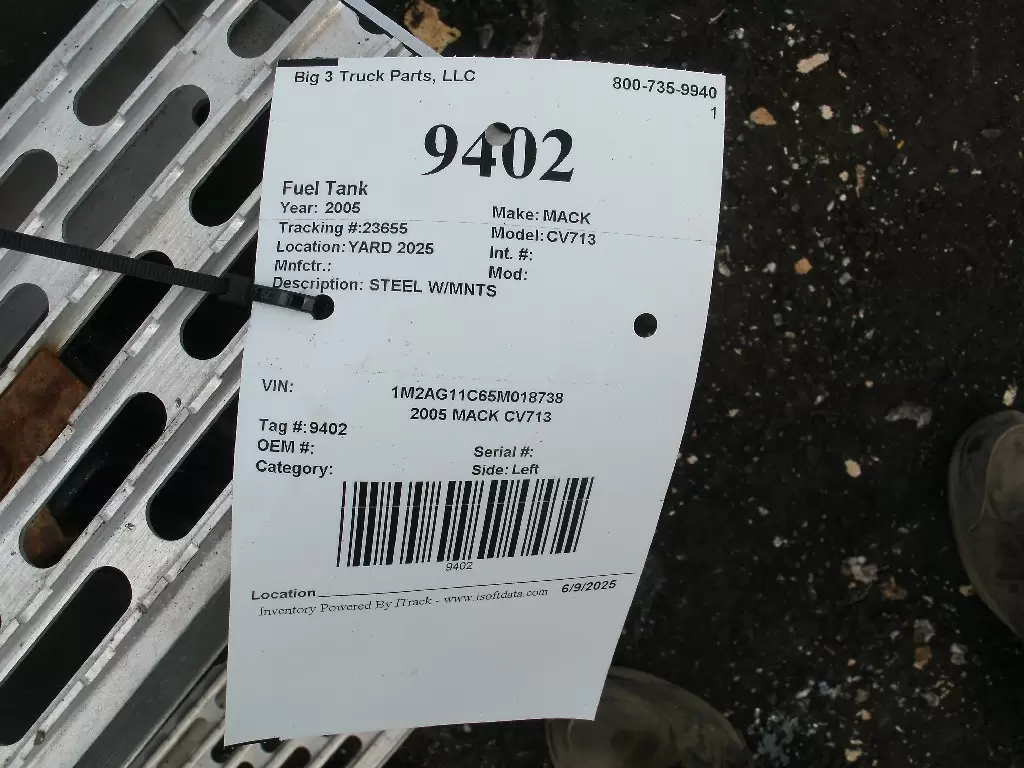 Big 3 Truck Parts, LLC 800-735-9940
1
9402
Fuel Tank
Year: 2005 Make: MACK
Tracking #:23655 Model: CV713
Location: YARD 2025 Int. #:
Mnfctr.: Mod:
Description: STEEL W/MNTS
VIN: 1M2AG11C65M018738
2005 MACK CV713
Tag #: 9402
OEM #: Serial #:
Category: Side: Left
9402
Location
Inventory Powered By ITrack - www.isoftdata.com 6/9/2025